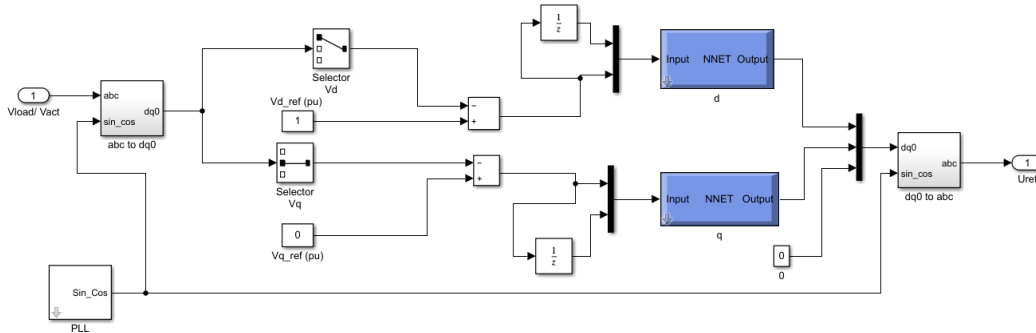 1
Vload/ Vact
abc
sin_cos
dq0
abc to dq0
Selector
Vd
Vd_ref (pu)
1
−
+
1
z
Input NNET Output
d
Selector
Vq
0
Vq_ref (pu)
−
+
1
z
Input NNET Output
q
0
0
dq0
sin_cos
abc
dq0 to abc
1
Uref
Sin_Cos
PLL